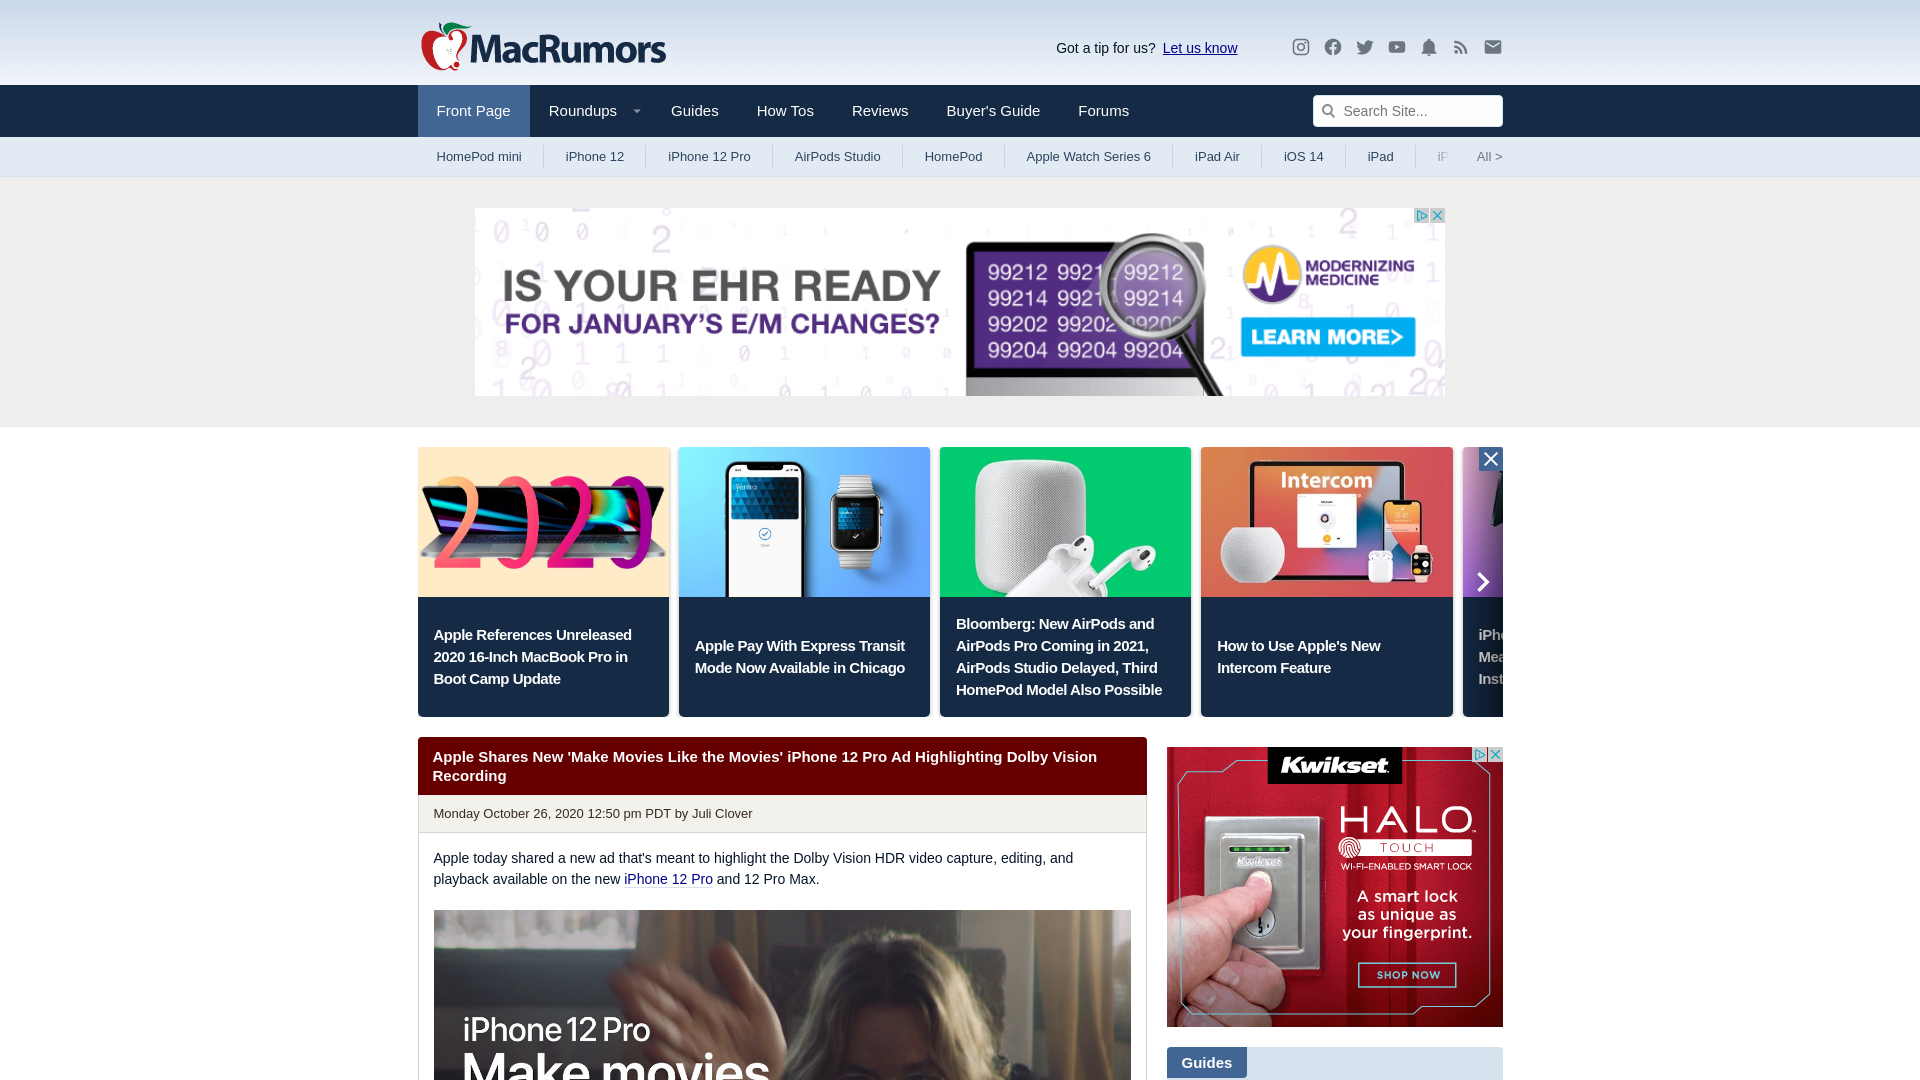 MacRumors
Got a tip for us? Let us know
Front Page
Roundups
Guides
How Tos
Reviews
Buyer's Guide
Forums
Search Site...
HomePod mini
iPhone 12
iPhone 12 Pro
AirPods Studio
HomePod
Apple Watch Series 6
iPad Air
iOS 14
iPad
iP
All >
IS YOUR EHR READY
FOR JANUARY'S E/M CHANGES?
99212 9921 99212
99214 9921 99214
99202 99202 99202
99204 99204 99204
MODERNIZING
MEDICINE
LEARN MORE>
2020
Intercom
Apple References Unreleased
2020 16-Inch MacBook Pro in
Boot Camp Update
Apple Pay With Express Transit
Mode Now Available in Chicago
Bloomberg: New AirPods and
AirPods Pro Coming in 2021,
AirPods Studio Delayed, Third
HomePod Model Also Possible
How to Use Apple's New
Intercom Feature
iPho
Mea
Inst
Apple Shares New 'Make Movies Like the Movies' iPhone 12 Pro Ad Highlighting Dolby Vision
Recording
Monday October 26, 2020 12:50 pm PDT by Juli Clover
Apple today shared a new ad that's meant to highlight the Dolby Vision HDR video capture, editing, and
playback available on the new iPhone 12 Pro and 12 Pro Max.
iPhone 12 Pro
Make movies
Kwikset
HALO
TOUCH
WI-FI-ENABLED SMART LOCK
Kwikset
A smart lock
as unique as
your fingerprint.
SHOP NOW
Guides